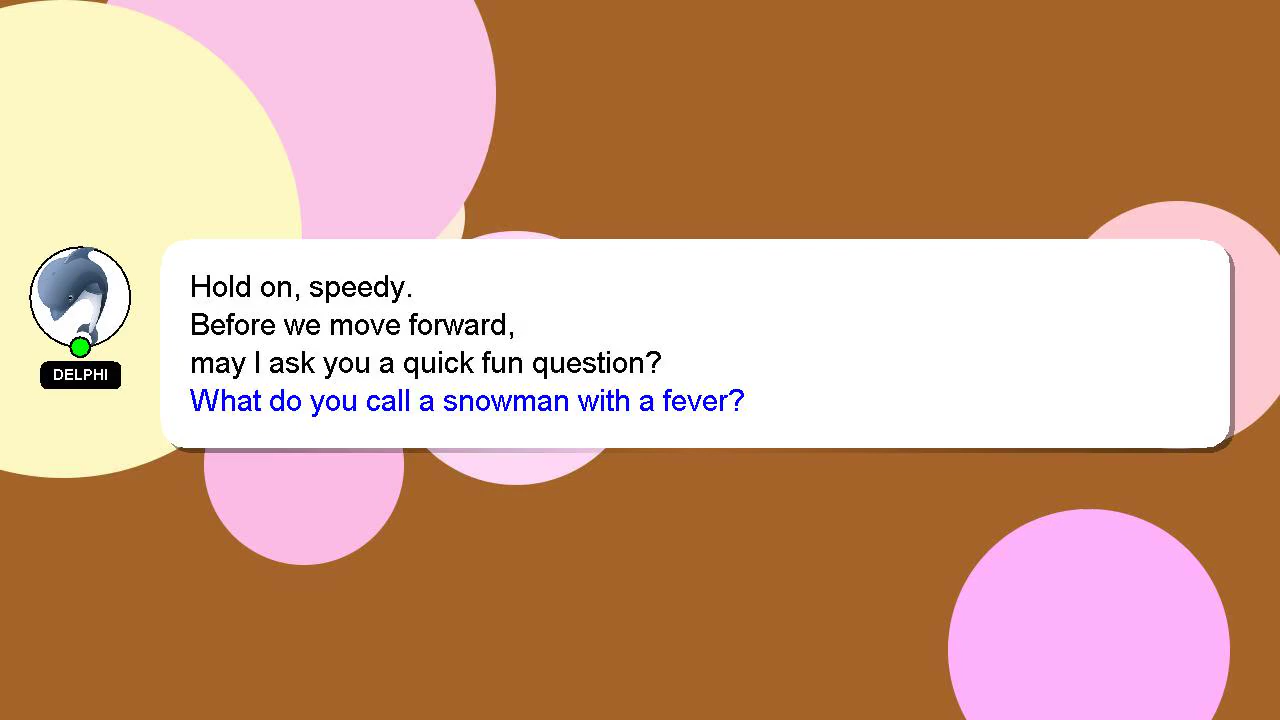 Hold on, speedy.
Before we move forward,
may I ask you a quick fun question?
What do you call a snowman with a fever?
DELPHI